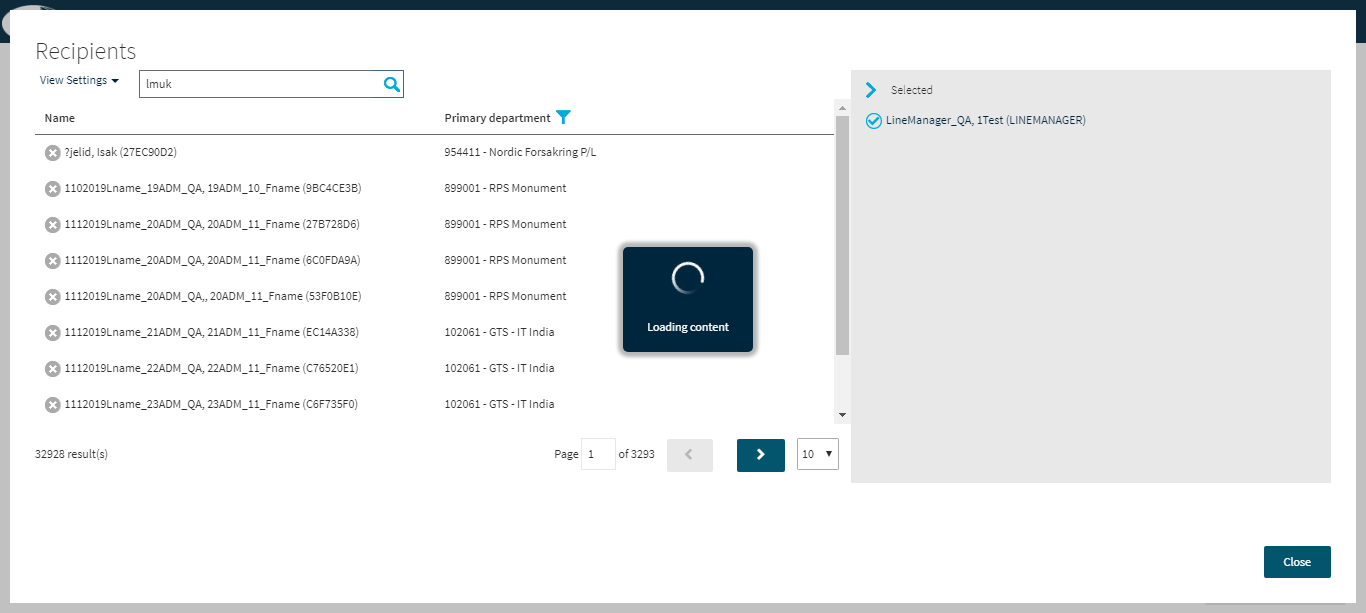 Recipients
View Settings
lmuk
Selected
LineManager_QA, 1Test (LINEMANAGER)
Name Primary department
?jelid, Isak (27EC90D2) 954411 - Nordic Forsakring P/L
1102019Lname_19ADM_QA, 19ADM_10_Fname (9BC4CE3B) 899001 - RPS Monument
1112019Lname_20ADM_QA, 20ADM_11_Fname (27B728D6) 899001 - RPS Monument
1112019Lname_20ADM_QA, 20ADM_11_Fname (6C0FDA9A) 899001 - RPS Monument
1112019Lname_20ADM_QA,, 20ADM_11_Fname (53F0B10E) 899001 - RPS Monument
1112019Lname_21ADM_QA, 21ADM_11_Fname (EC14A338) 102061 - GTS - IT India
1112019Lname_22ADM_QA, 22ADM_11_Fname (C76520E1) 102061 - GTS - IT India
1112019Lname_23ADM_QA, 23ADM_11_Fname (C6F735F0) 102061 - GTS - IT India
Loading content
32928 result(s) Page 1 of 3293 10
Close